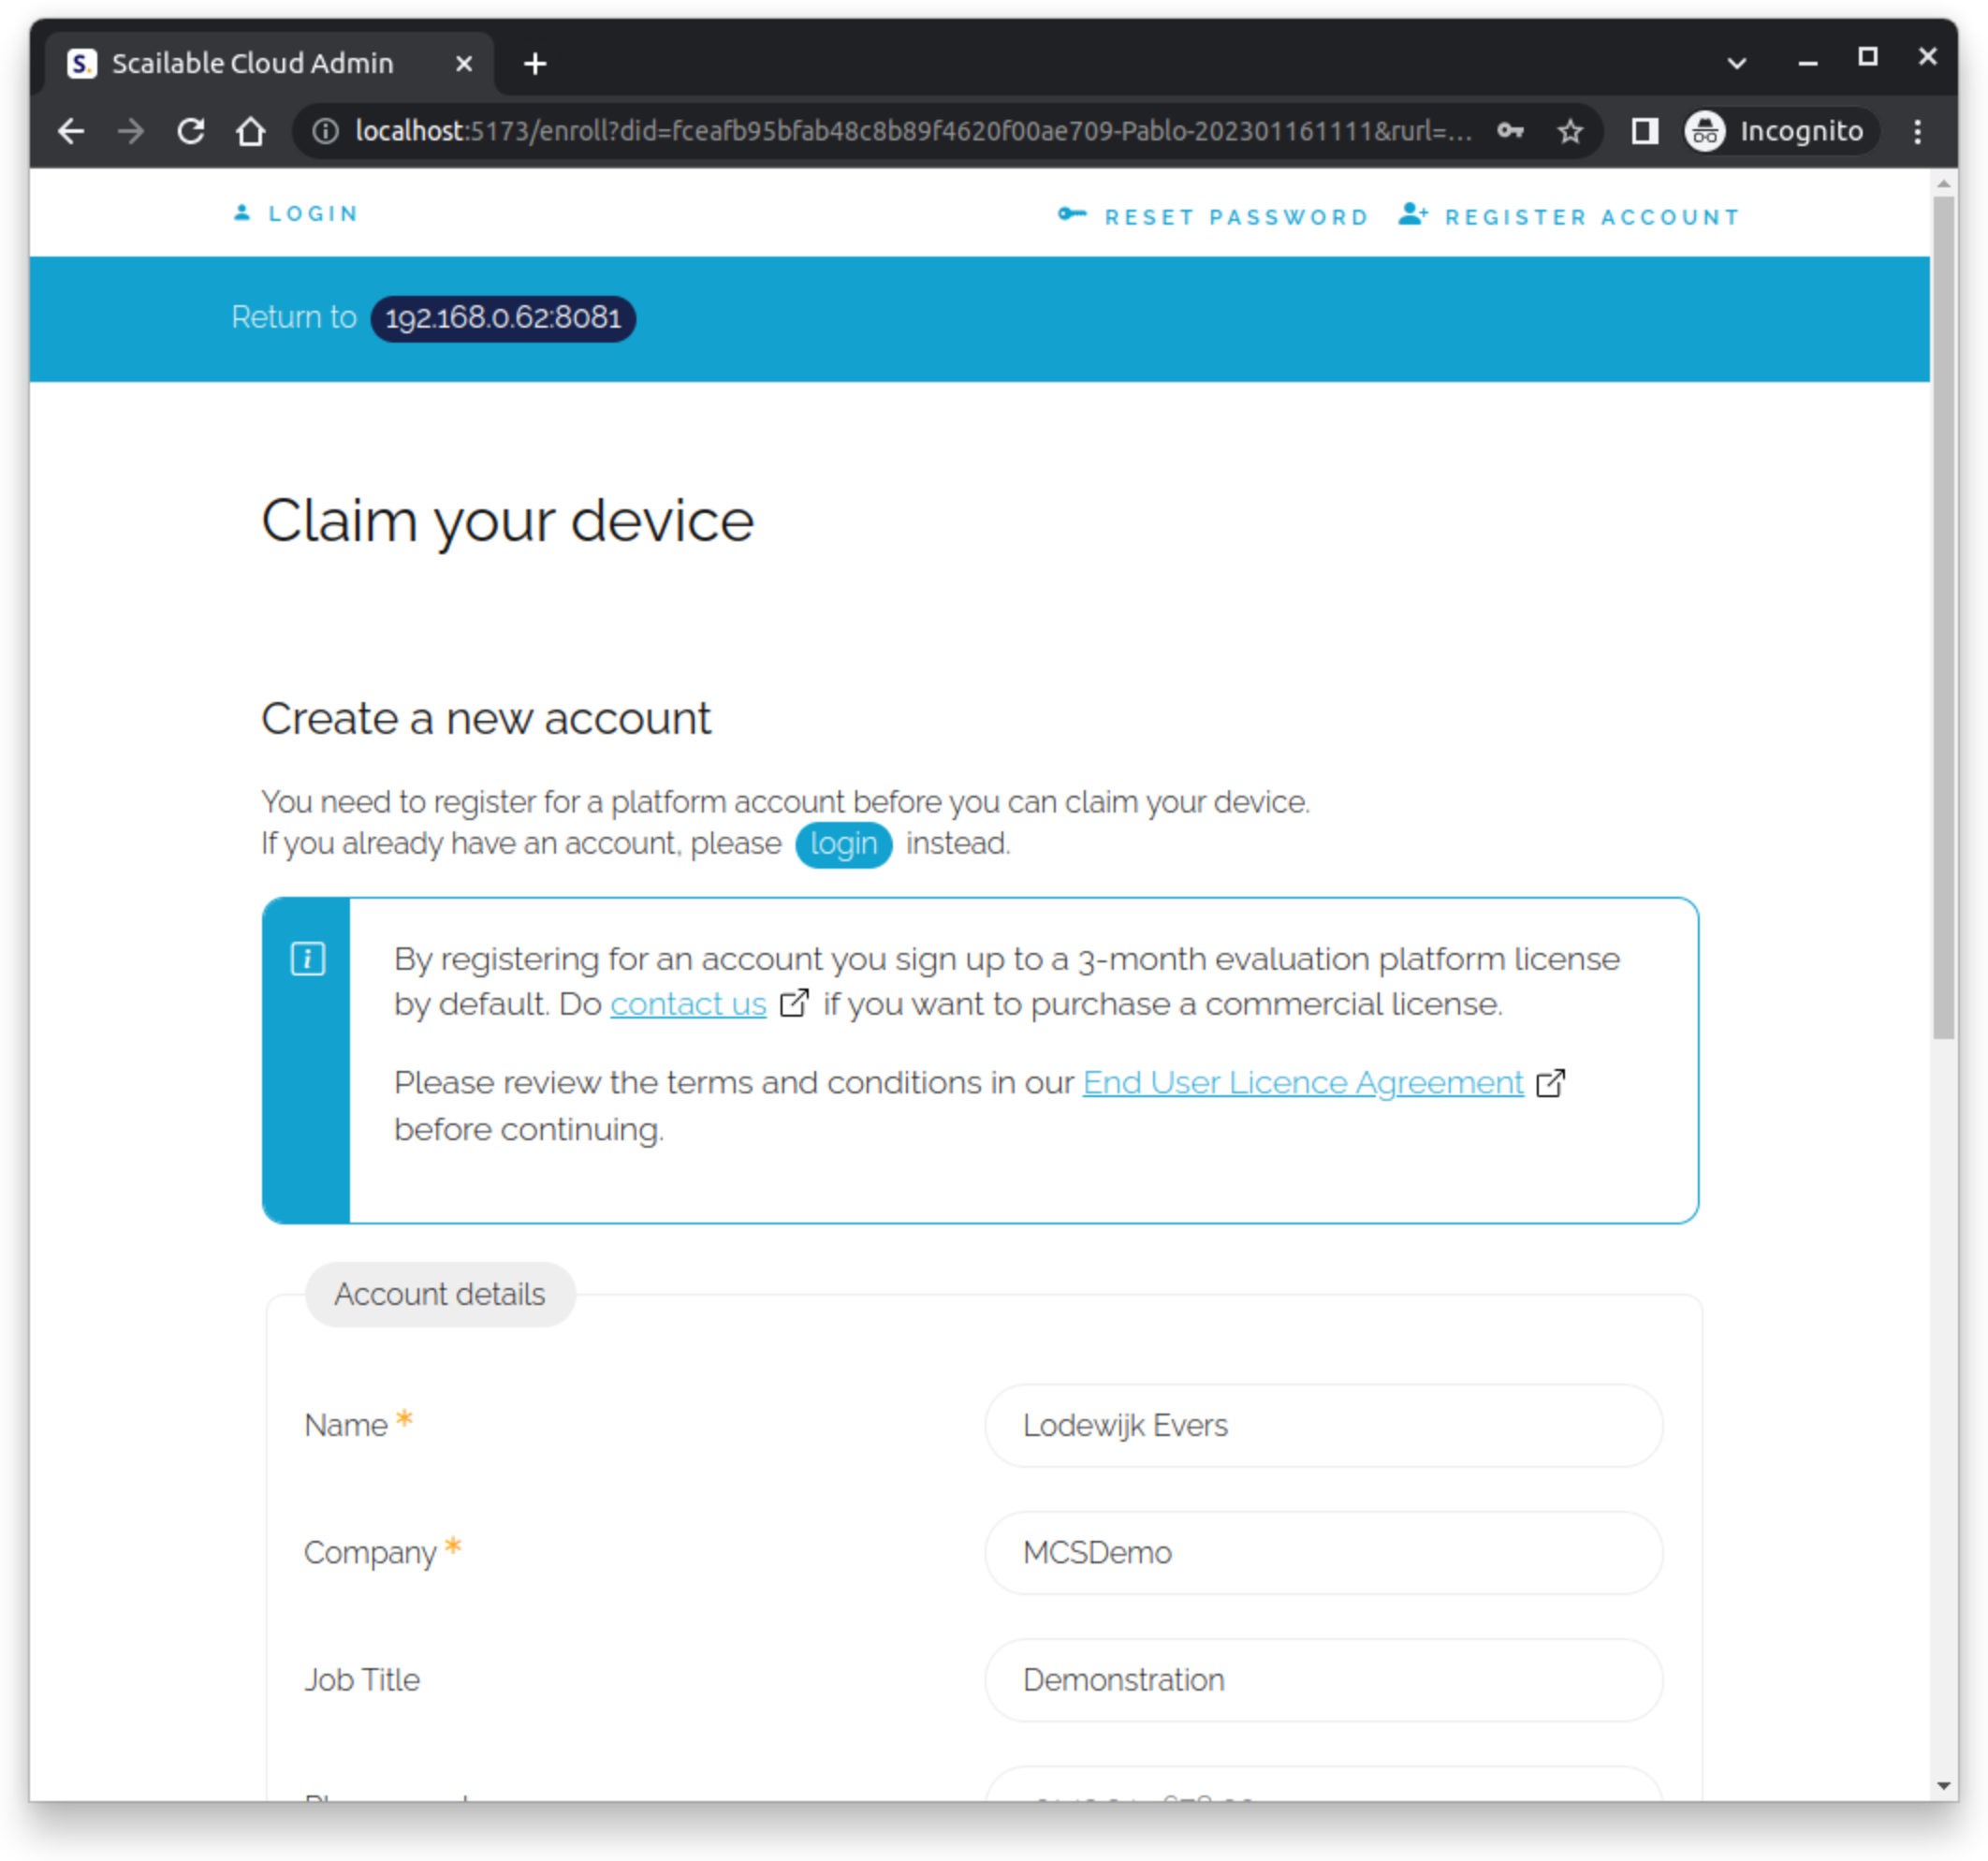 S. Scailable Cloud Admin
localhost:5173/enroll?did=fceafb95bfab48c8b89f4620f00ae709-Pablo-202301161111&rurl=... Incognito
LOGIN RESET PASSWORD REGISTER ACCOUNT
Return to 192.168.0.62:8081
Claim your device
Create a new account
You need to register for a platform account before you can claim your device.
If you already have an account, please login instead.
i By registering for an account you sign up to a 3-month evaluation platform license
by default. Do contact us if you want to purchase a commercial license.
Please review the terms and conditions in our End User Licence Agreement
before continuing.
Account details
Name * Lodewijk Evers
Company * MCSDemo
Job Title Demonstration